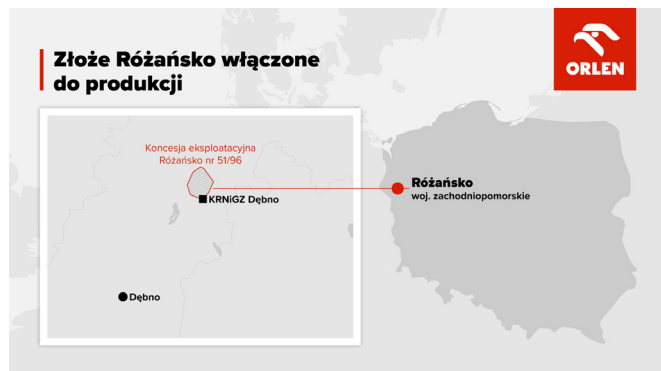 Złoże Różańsko włączone
do produkcji
ORLEN
Koncesja eksploatacyjna
Różańsko nr 51/96
KRNiGZ Dębno
Dębno
Różańsko
woj. zachodniopomorskie